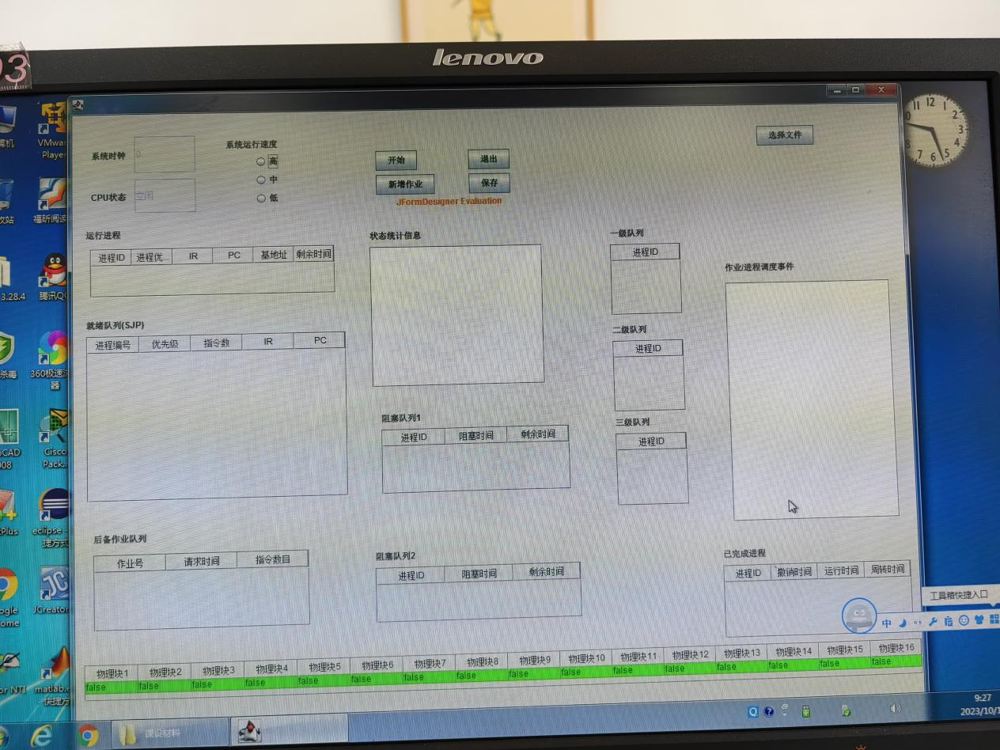 lenovo
03
系统时钟
0
系统运行速度
高
中
低
CPU状态
空闲
开始
退出
新增作业
保存
JFormDesigner Evaluation
选择文件
运行进程
进程ID 进程优... IR PC 基地址 剩余时间
状态统计信息
一级队列
进程ID
作业/进程调度事件
就绪队列(SJP)
进程编号 优先级 指令数 IR PC
二级队列
进程ID
阻塞队列1
进程ID 阻塞时间 剩余时间
三级队列
进程ID
后备作业队列
作业号 请求时间 指令数目
阻塞队列2
进程ID 阻塞时间 剩余时间
已完成进程
进程ID 撤消时间 运行时间 周转时间
物理块1 物理块2 物理块3 物理块4 物理块5 物理块6 物理块7 物理块8 物理块9 物理块10 物理块11 物理块12 物理块13 物理块14 物理块15 物理块16
false false false false false false false false false false false false false false false false
VMwa
Player
福昕阅读
3.28.4
腾讯QQ
杀毒
360极速浏
器
CAD
08
Cisco
Pack...
Plus
eclipse -
捷方式
ogle
ome
JCreator
or NT
matlab.e
- 快捷方
工具箱快捷入口
中
课设材料
9:27
2023/10/1
12 1 2 3 4 5 6 7 8 11